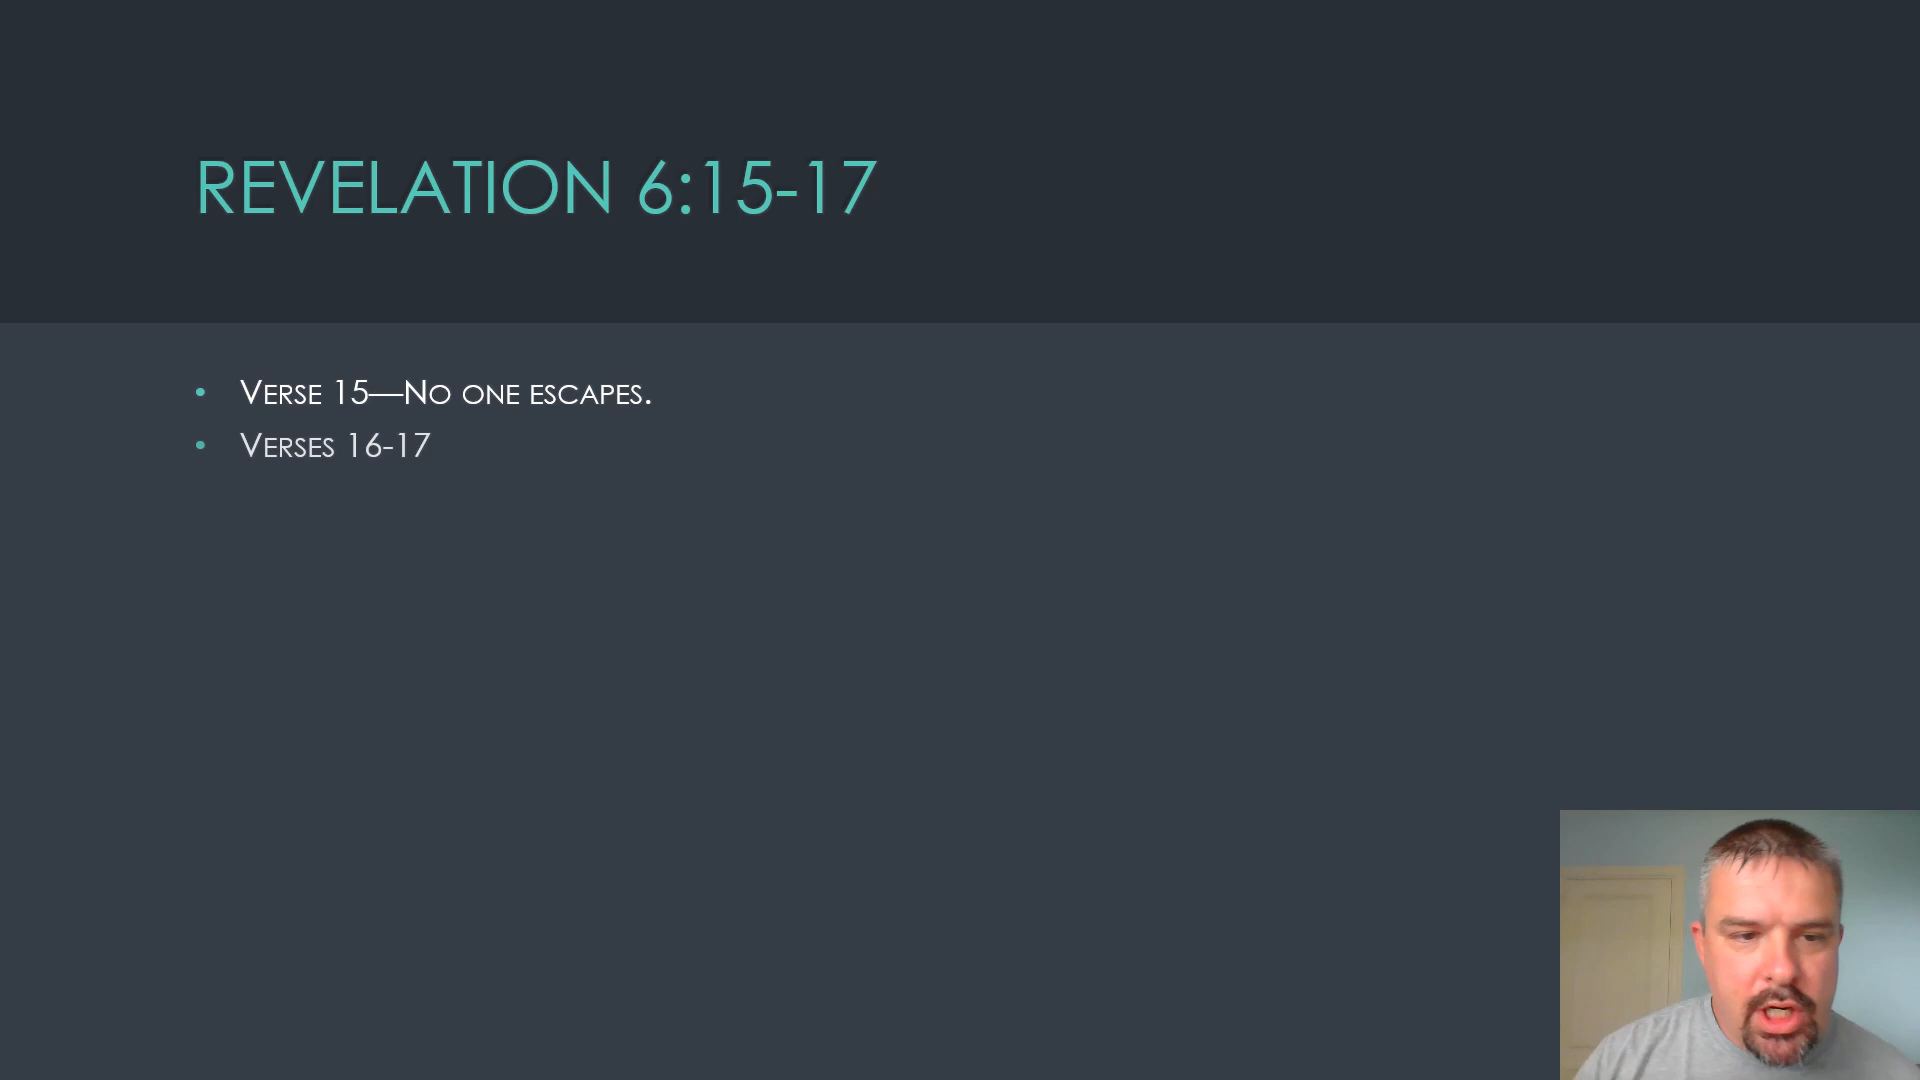 REVELATION 6:15-17
• Verse 15—No one escapes.
• Verses 16-17